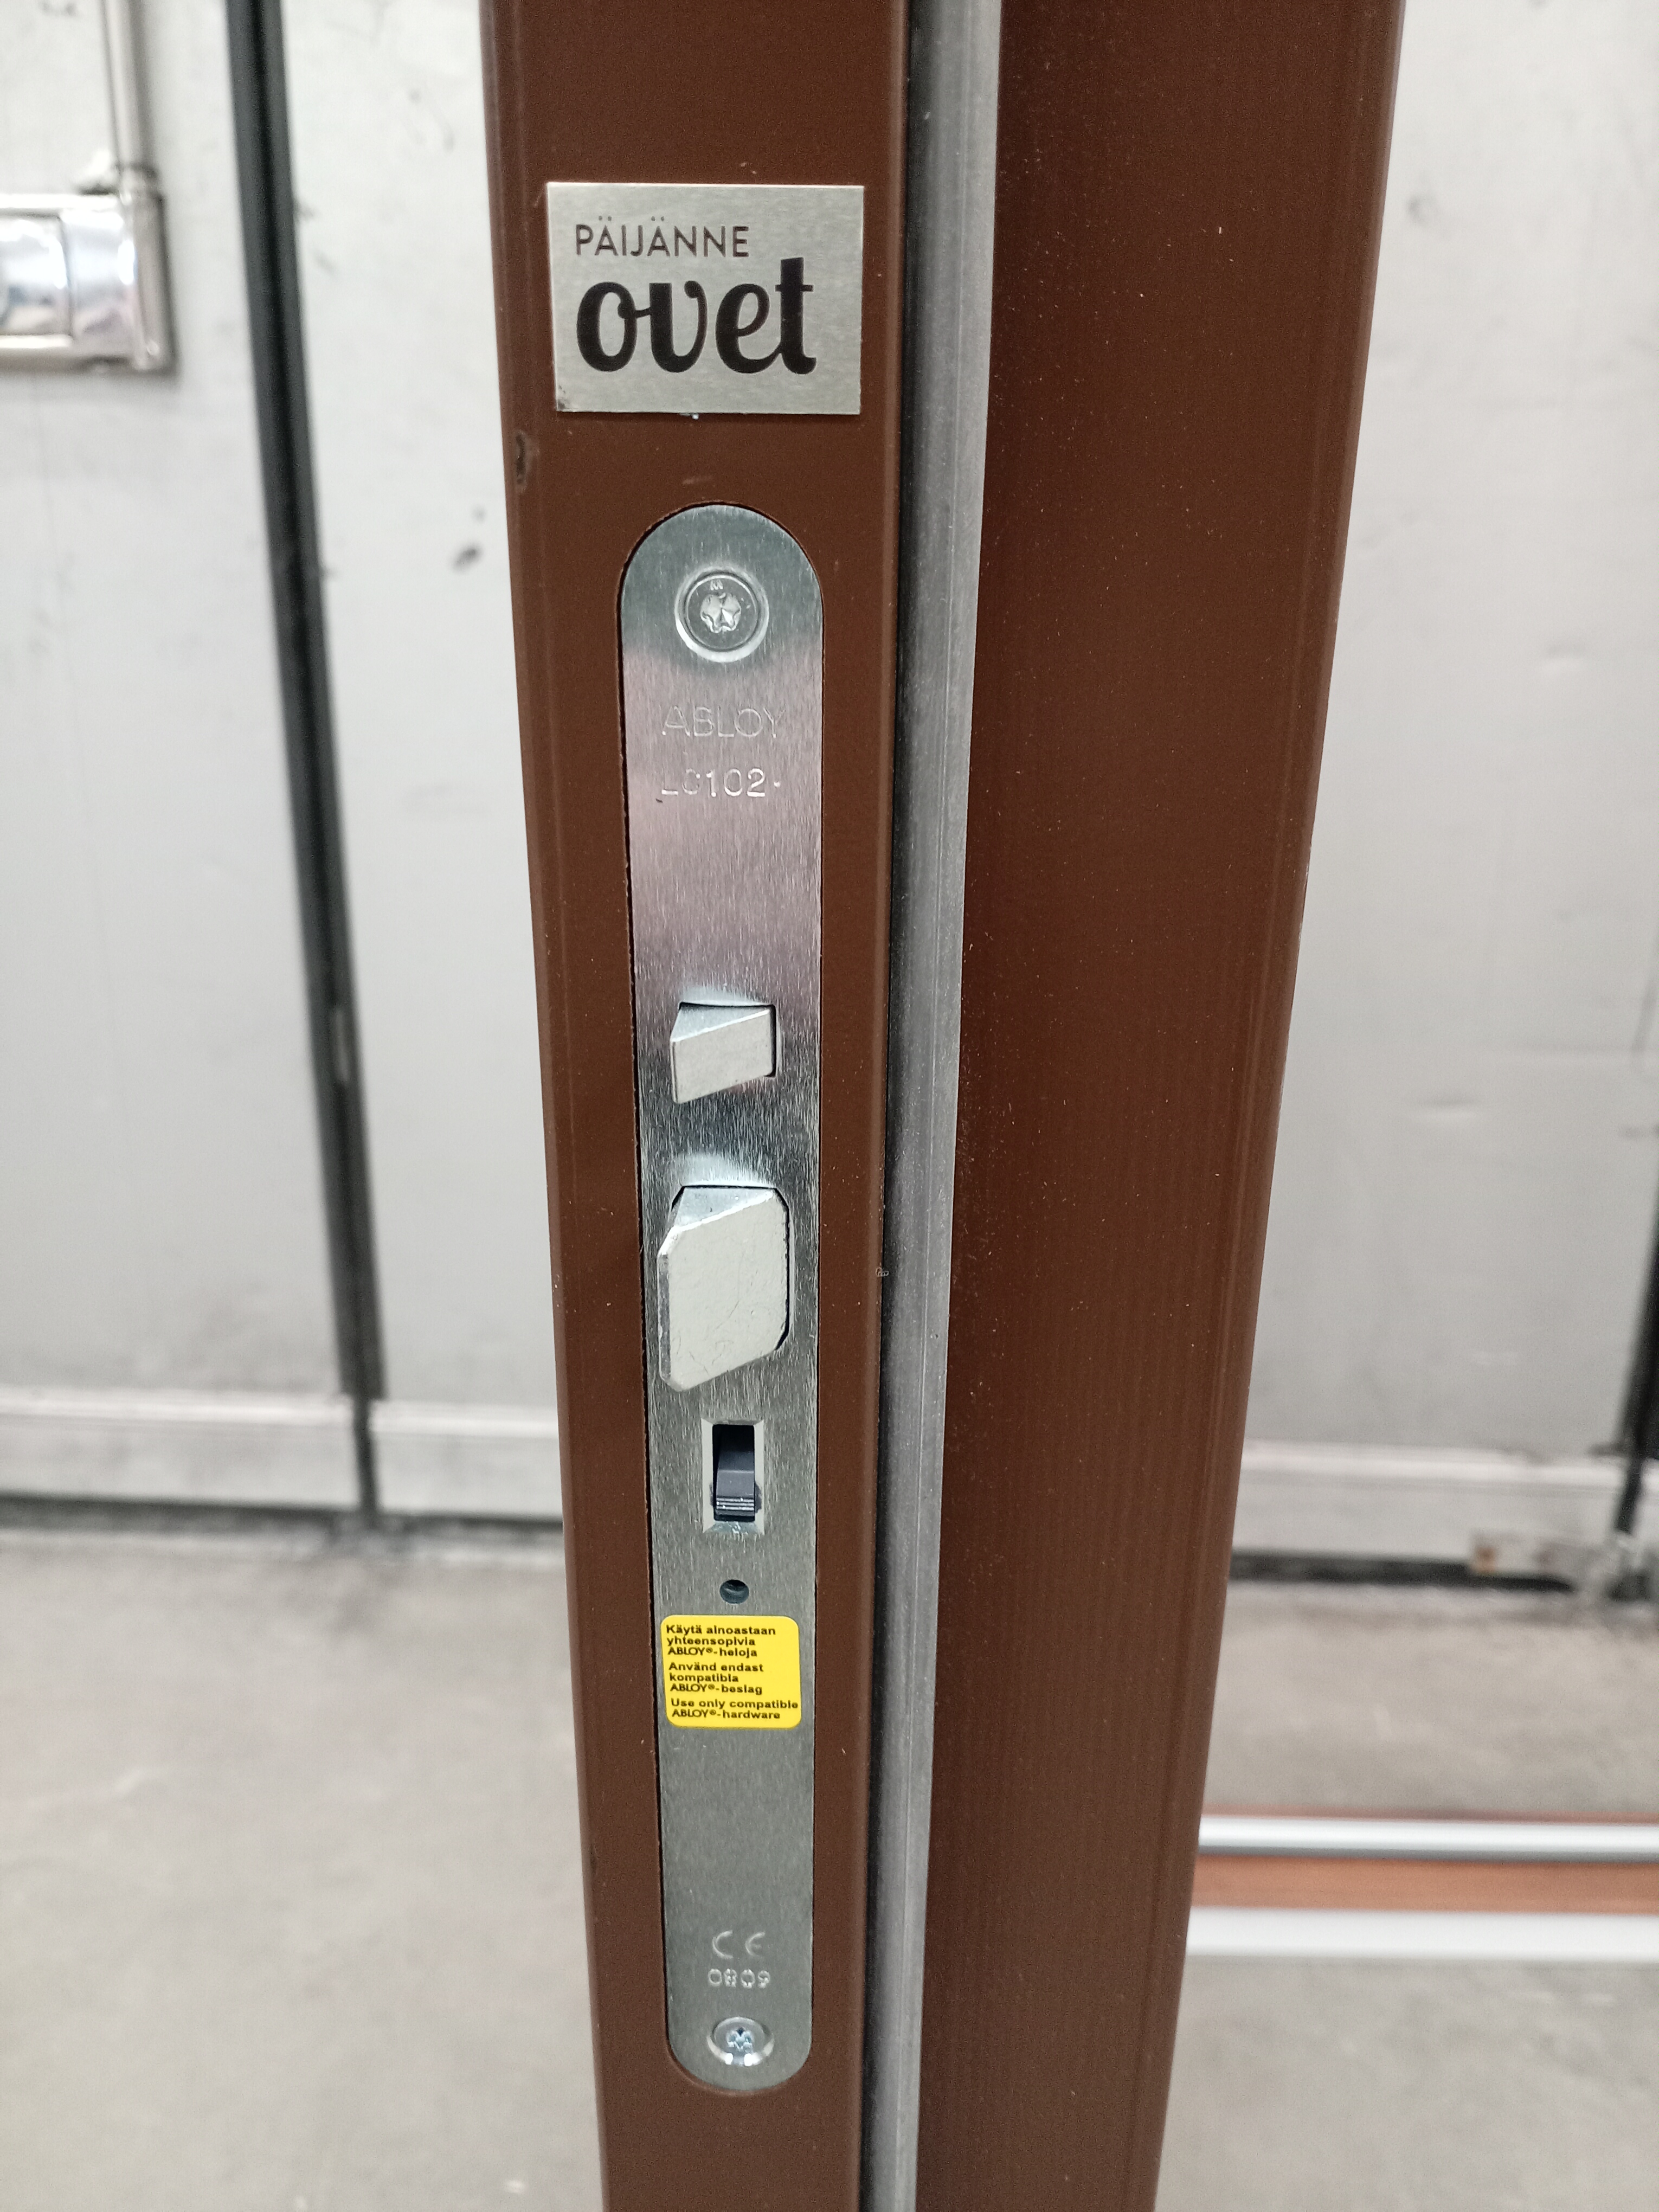 PÄIJÄNNE
ovet
ABLOY
LC102
Käytä ainoastaan
yhteensopivia
ABLOY®-heloja
Använd endast
kompatibla
ABLOY®-beslag
Use only compatible
ABLOY®-hardware
CE
0809